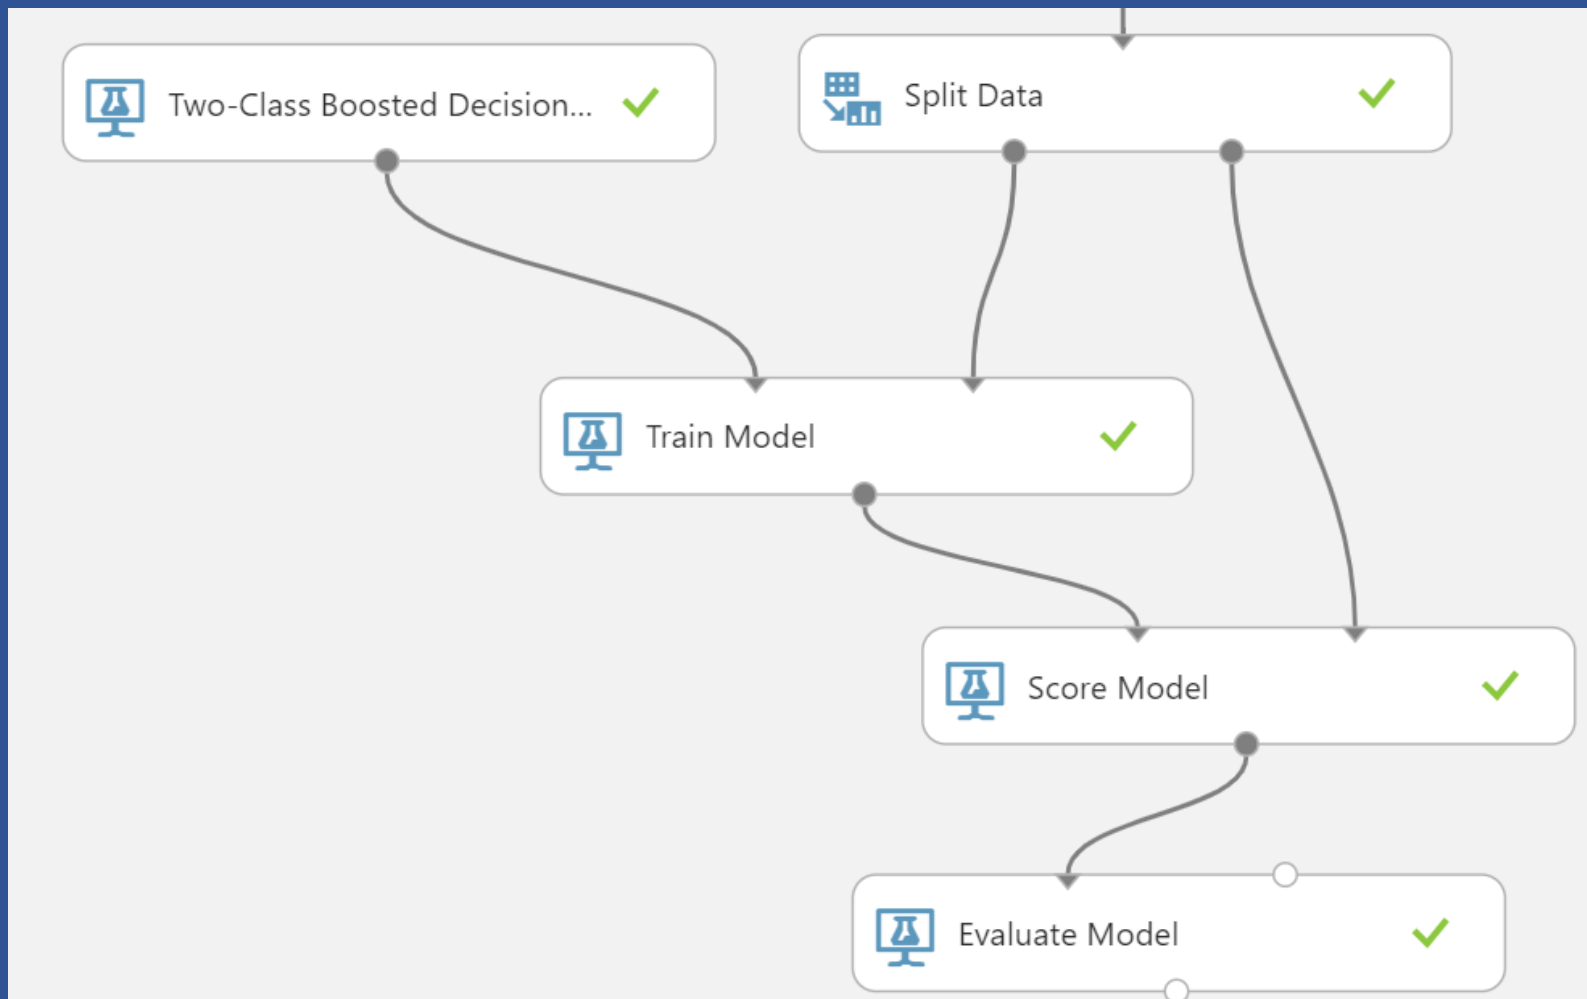 Two-Class Boosted Decision...
Split Data
Train Model
Score Model
Evaluate Model